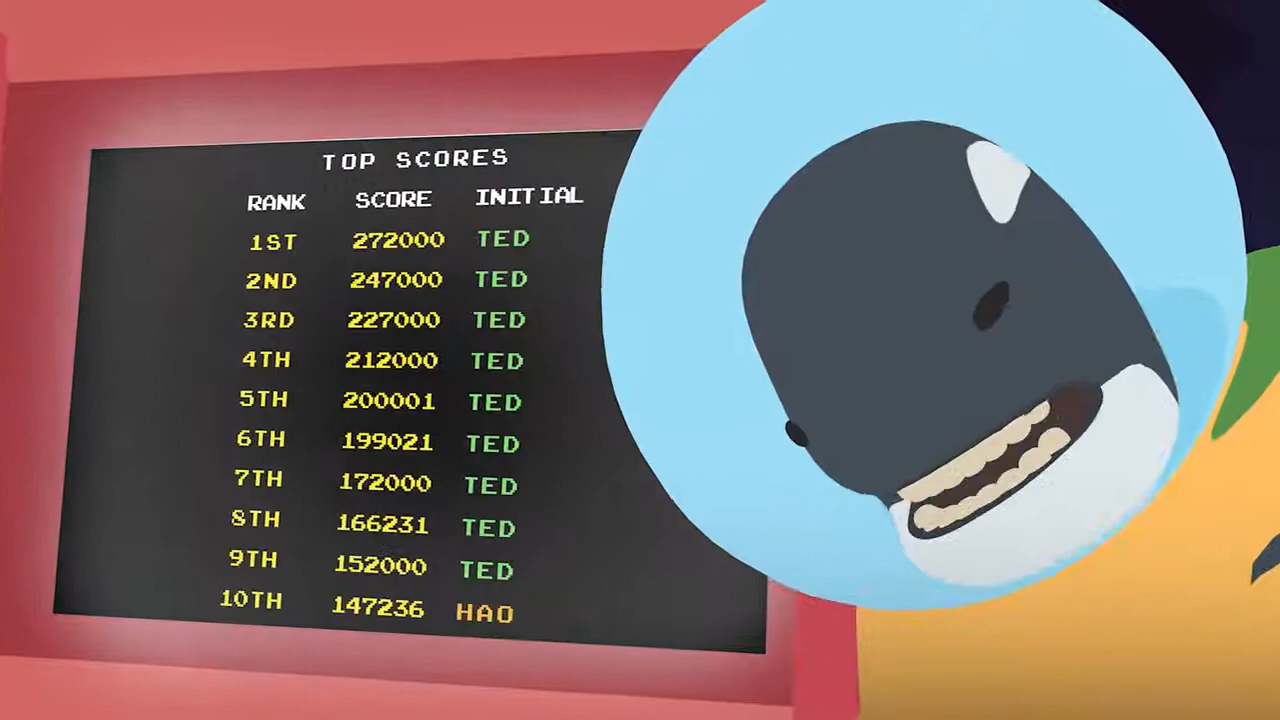 TOP SCORES
RANK SCORE INITIAL
1ST 272000 TED
2ND 247000 TED
3RD 227000 TED
4TH 212000 TED
5TH 200001 TED
6TH 199021 TED
7TH 172000 TED
8TH 166231 TED
9TH 152000 TED
10TH 147236 HAO